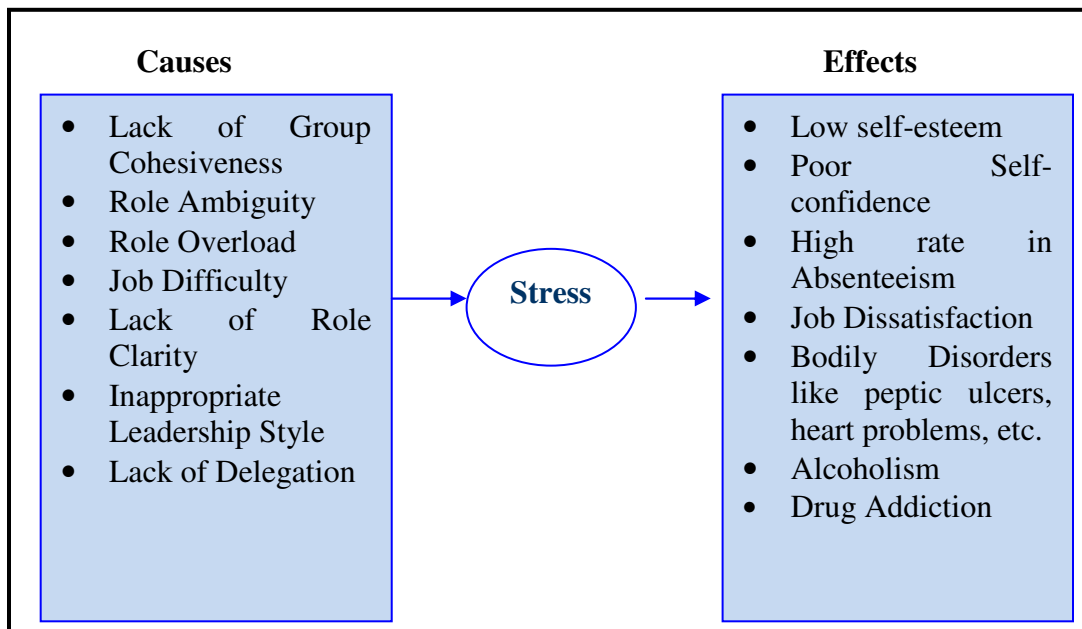 Causes
• Lack of Group
Cohesiveness
• Role Ambiguity
• Role Overload
• Job Difficulty
• Lack of Role
Clarity
• Inappropriate
Leadership Style
• Lack of Delegation
Stress
Effects
• Low self-esteem
• Poor Self-
confidence
• High rate in
Absenteeism
• Job Dissatisfaction
• Bodily Disorders
like peptic ulcers,
heart problems, etc.
• Alcoholism
• Drug Addiction